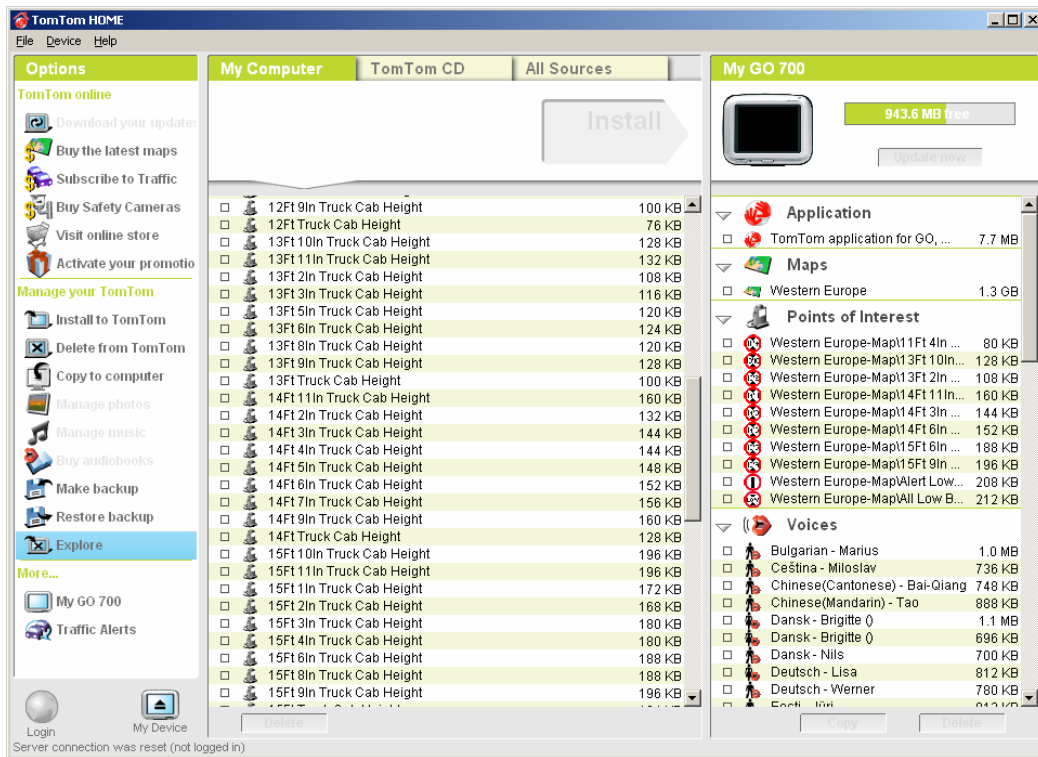 TomTom HOME
File Device Help
Options
TomTom online
Download your update
Buy the latest maps
Subscribe to Traffic
Buy Safety Cameras
Visit online store
Activate your promotio
Manage your TomTom
Install to TomTom
Delete from TomTom
Copy to computer
Manage photos
Manage music
Buy audiobooks
Make backup
Restore backup
Explore
More...
My GO 700
Traffic Alerts
Login
My Device
Server connection was reset (not logged in)
My Computer TomTom CD All Sources
Install
12Ft 9In Truck Cab Height 100 KB
12Ft Truck Cab Height 76 KB
13Ft 10In Truck Cab Height 128 KB
13Ft 11In Truck Cab Height 132 KB
13Ft 2In Truck Cab Height 108 KB
13Ft 3In Truck Cab Height 116 KB
13Ft 5In Truck Cab Height 120 KB
13Ft 6In Truck Cab Height 124 KB
13Ft 8In Truck Cab Height 120 KB
13Ft 9In Truck Cab Height 128 KB
13Ft Truck Cab Height 100 KB
14Ft 11In Truck Cab Height 160 KB
14Ft 2In Truck Cab Height 132 KB
14Ft 3In Truck Cab Height 144 KB
14Ft 4In Truck Cab Height 144 KB
14Ft 5In Truck Cab Height 148 KB
14Ft 6In Truck Cab Height 152 KB
14Ft 7In Truck Cab Height 156 KB
14Ft 9In Truck Cab Height 160 KB
14Ft Truck Cab Height 128 KB
15Ft 10In Truck Cab Height 196 KB
15Ft 11In Truck Cab Height 196 KB
15Ft 1In Truck Cab Height 172 KB
15Ft 2In Truck Cab Height 168 KB
15Ft 3In Truck Cab Height 180 KB
15Ft 4In Truck Cab Height 180 KB
15Ft 6In Truck Cab Height 188 KB
15Ft 8In Truck Cab Height 188 KB
15Ft 9In Truck Cab Height 196 KB
Delete
My GO 700
943.6 MB free
Update now
Application
TomTom application for GO, ... 7.7 MB
Maps
Western Europe 1.3 GB
Points of Interest
Western Europe-Map\11Ft 4In ... 80 KB
Western Europe-Map\13Ft 10In... 128 KB
Western Europe-Map\13Ft 2In ... 108 KB
Western Europe-Map\14Ft 11In... 160 KB
Western Europe-Map\14Ft 3In ... 144 KB
Western Europe-Map\14Ft 6In ... 152 KB
Western Europe-Map\15Ft 6In ... 188 KB
Western Europe-Map\15Ft 9In ... 196 KB
Western Europe-Map\Alert Low... 208 KB
Western Europe-Map\All Low B... 212 KB
Voices
Bulgarian - Marius 1.0 MB
Ceština - Miloslav 736 KB
Chinese(Cantonese) - Bai-Qiang 748 KB
Chinese(Mandarin) - Tao 888 KB
Dansk - Brigitte () 1.1 MB
Dansk - Brigitte () 696 KB
Dansk - Nils 700 KB
Deutsch - Lisa 812 KB
Deutsch - Werner 780 KB
Copy Delete